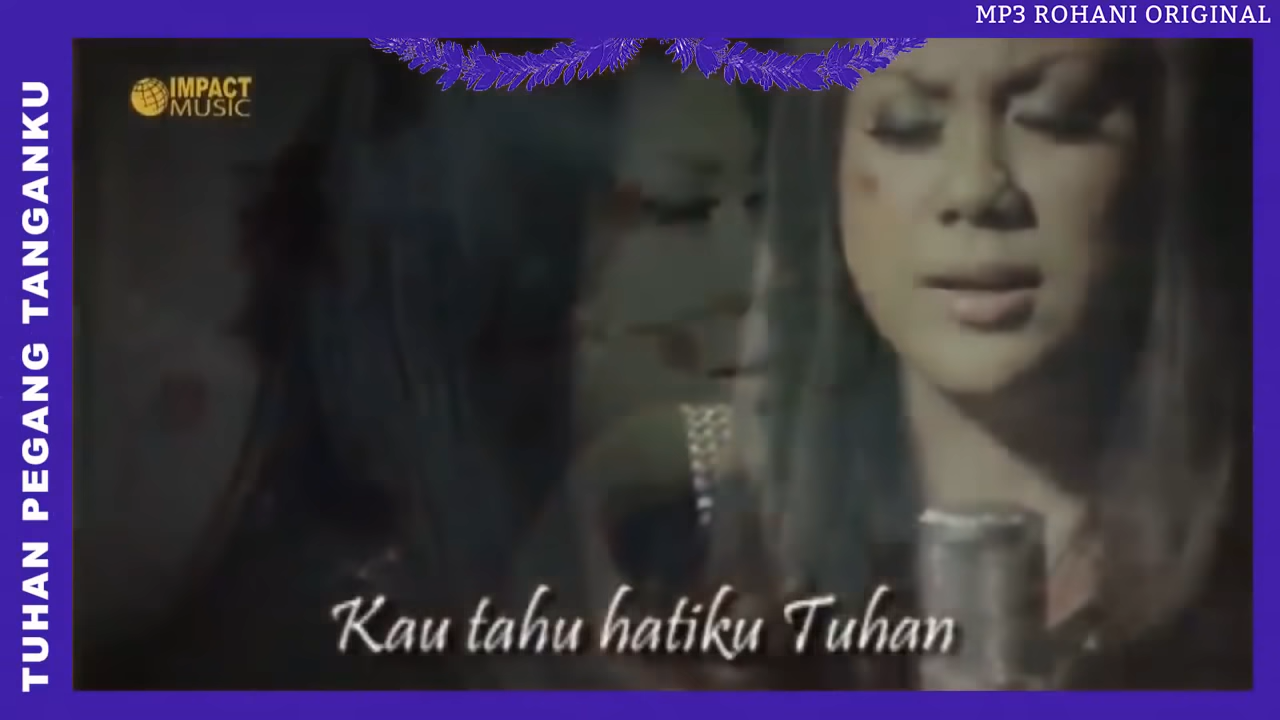 MP3 ROHANI ORIGINAL
TUHAN PEGANG TANGANKU
IMPACT
MUSIC
Kau tahu hatiku Tuhan